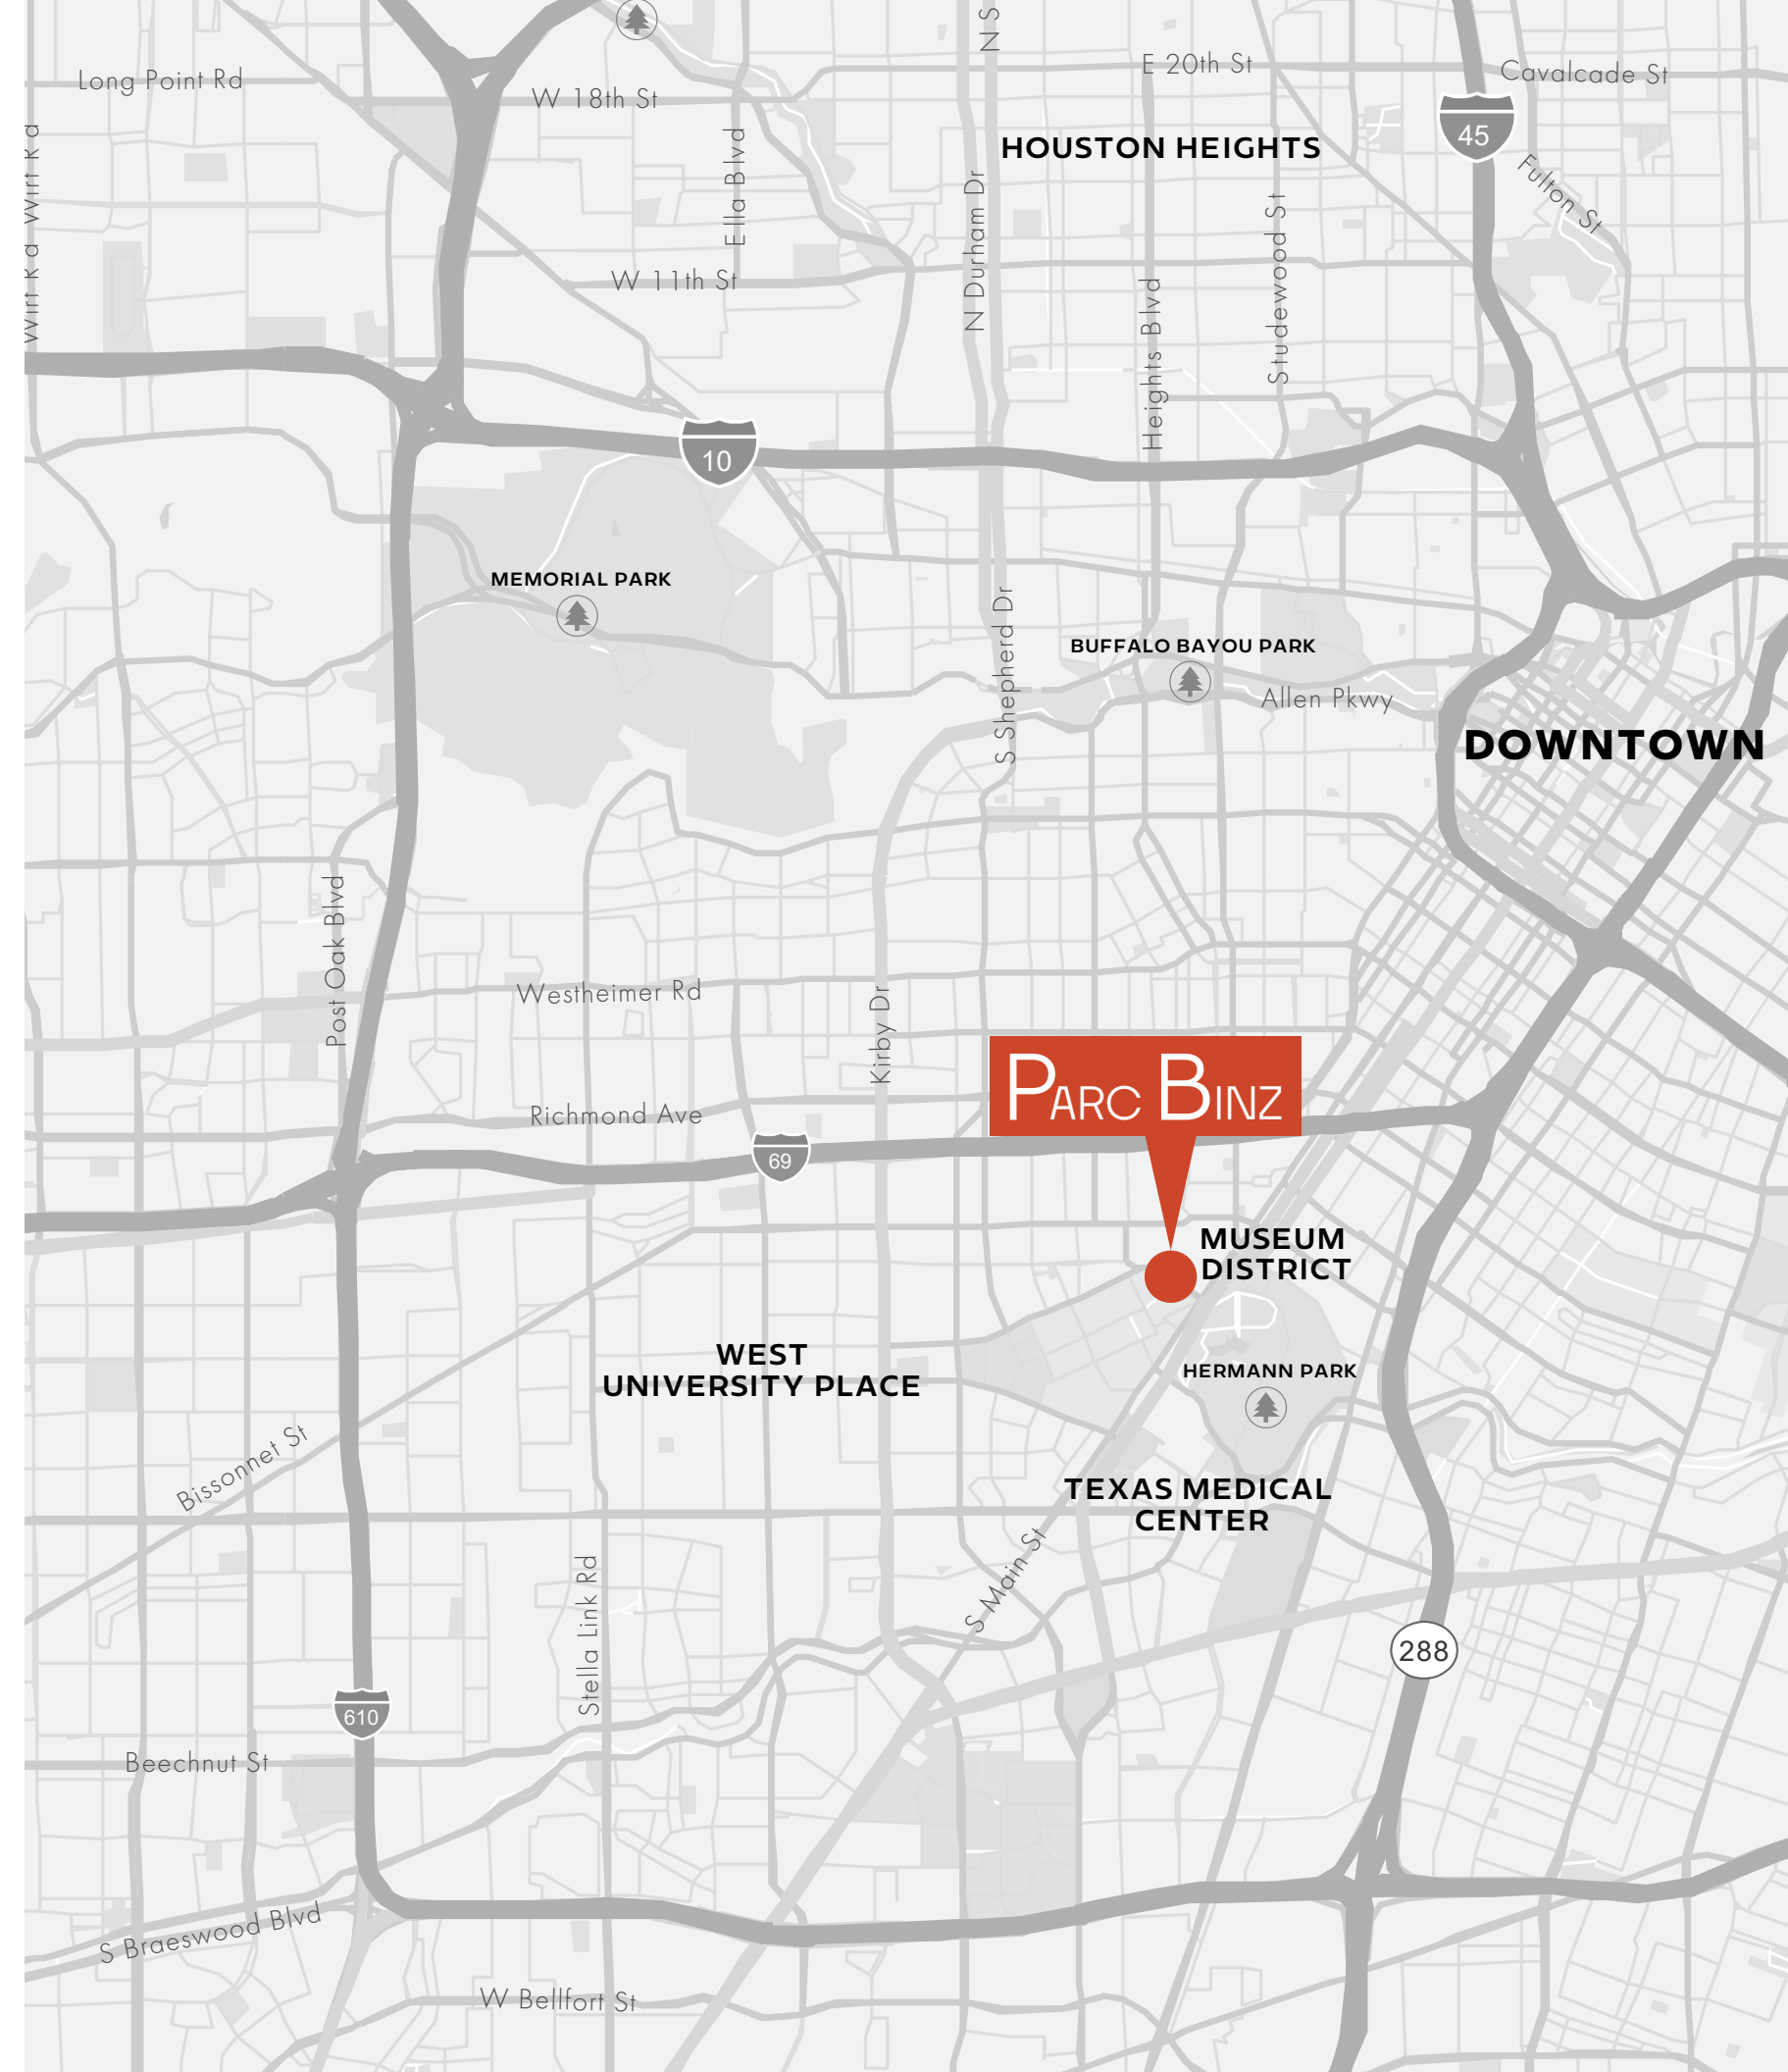 N S
E 20th St
Cavalcade St
Long Point Rd
W 18th St
45
HOUSTON HEIGHTS
Wirt Rd
Wirt Rd
Ella Blvd
Fulton St
N Durham Dr
Studewood St
W 11th St
Heights Blvd
10
MEMORIAL PARK
BUFFALO BAYOU PARK
S Shepherd Dr
Allen Pkwy
DOWNTOWN
Post Oak Blvd
Westheimer Rd
Kirby Dr
PARC BINZ
Richmond Ave
69
MUSEUM
DISTRICT
WEST
UNIVERSITY PLACE
HERMANN PARK
Bissonnet St
TEXAS MEDICAL
CENTER
S Main St
Stella Link Rd
288
610
Beechnut St
S Braeswood Blvd
W Bellfort St